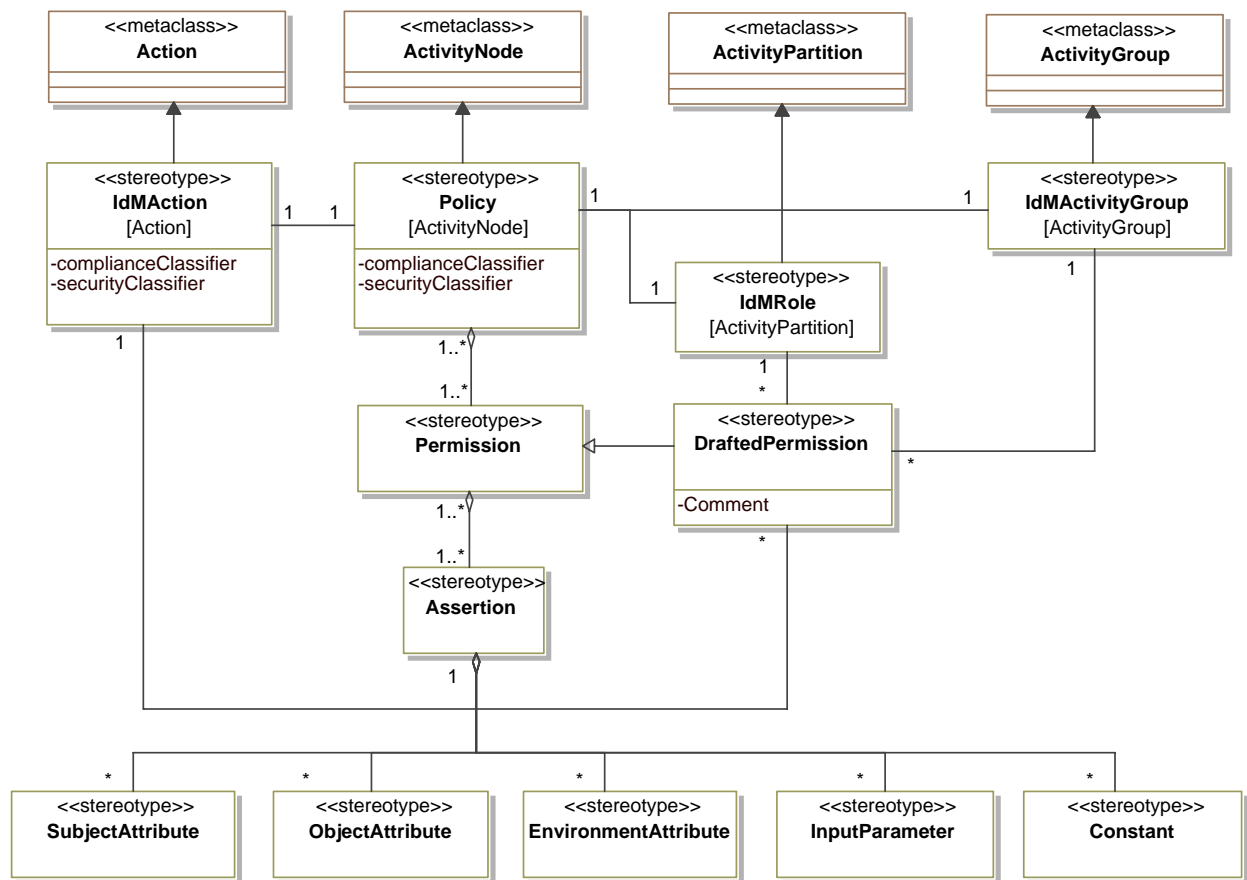 <<metaclass>>
Action
<<metaclass>>
ActivityNode
<<metaclass>>
ActivityPartition
<<metaclass>>
ActivityGroup
<<stereotype>>
IdMAction
[Action]
-complianceClassifier
-securityClassifier
1
1
<<stereotype>>
Policy
[ActivityNode]
-complianceClassifier
-securityClassifier
1
1
<<stereotype>>
IdMActivityGroup
[ActivityGroup]
1
1
<<stereotype>>
IdMRole
[ActivityPartition]
1
1..*
1
*
1..*
<<stereotype>>
Permission
<<stereotype>>
DraftedPermission
-Comment
*
1..*
*
1..*
<<stereotype>>
Assertion
1
*
*
*
*
*
<<stereotype>>
SubjectAttribute
<<stereotype>>
ObjectAttribute
<<stereotype>>
EnvironmentAttribute
<<stereotype>>
InputParameter
<<stereotype>>
Constant